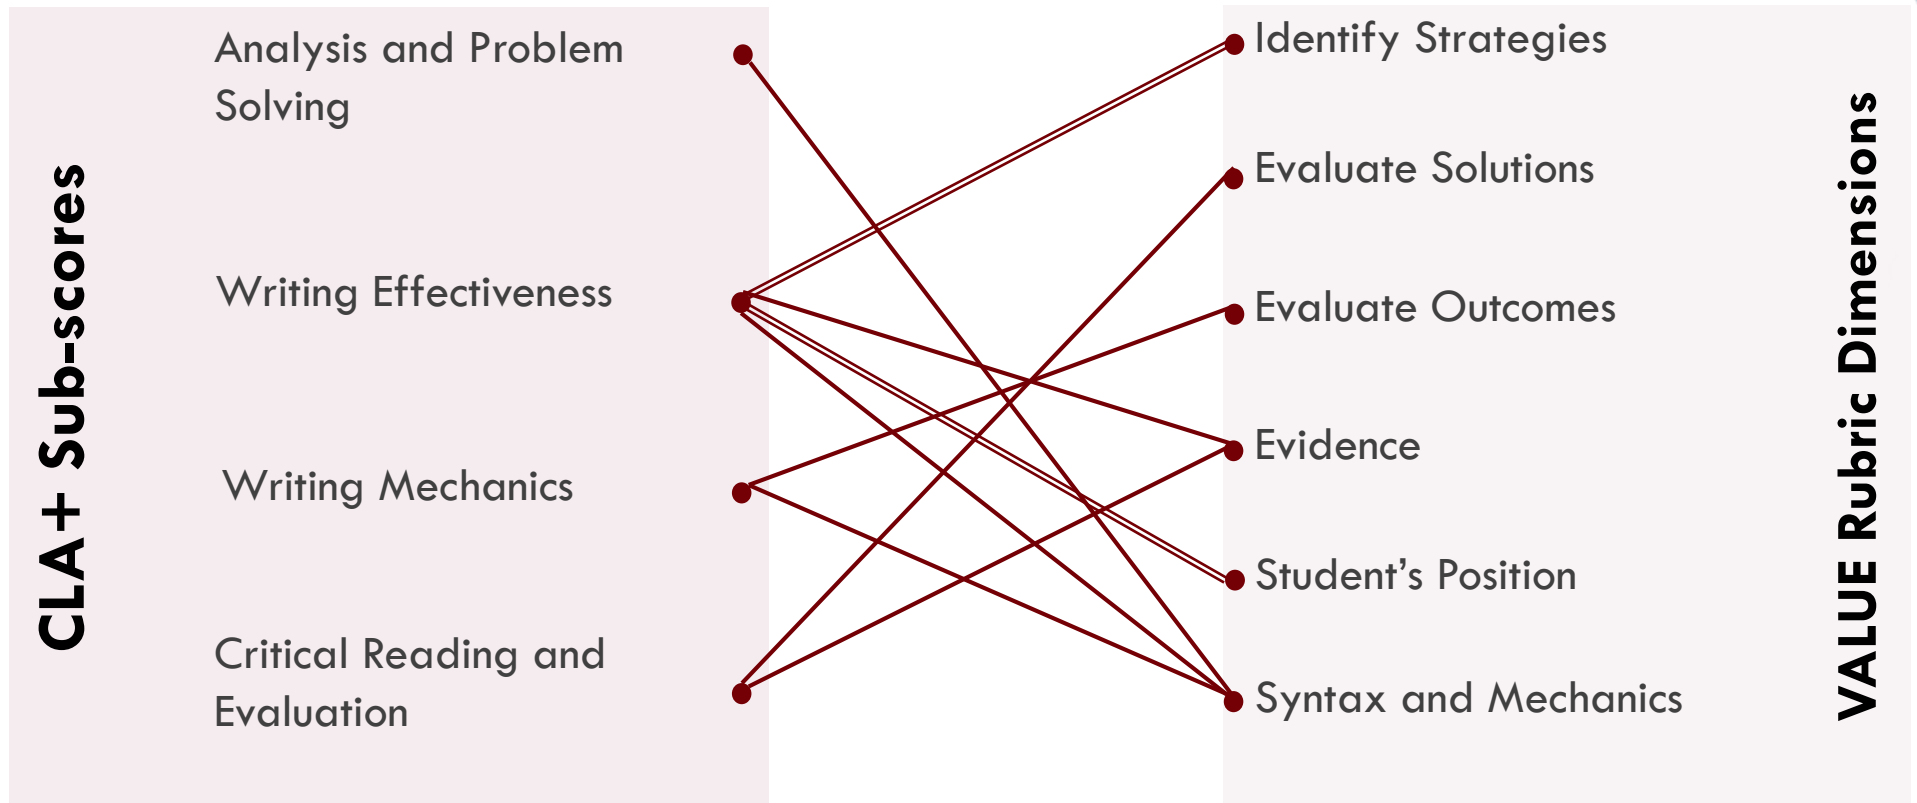 CLA+ Sub-scores
Analysis and Problem
Solving
Writing Effectiveness
Writing Mechanics
Critical Reading and
Evaluation
Identify Strategies
Evaluate Solutions
Evaluate Outcomes
Evidence
Student’s Position
Syntax and Mechanics
VALUE Rubric Dimensions